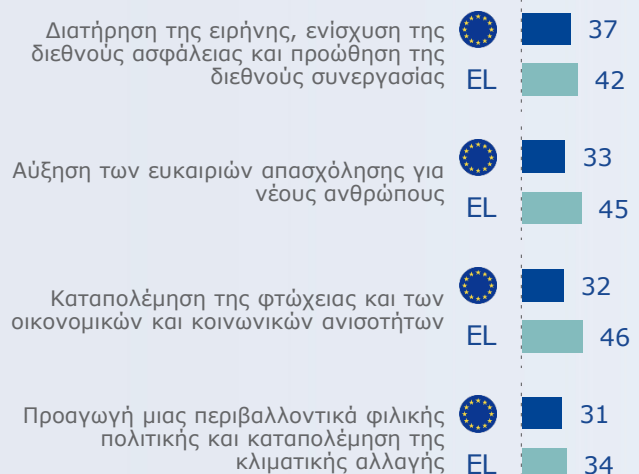 Διατήρηση της ειρήνης, ενίσχυση της
διεθνούς ασφάλειας και προώθηση της
διεθνούς συνεργασίας
37
EL 42
Αύξηση των ευκαιριών απασχόλησης για
νέους ανθρώπους
33
EL 45
Καταπολέμηση της φτώχειας και των
οικονομικών και κοινωνικών ανισοτήτων
32
EL 46
Προαγωγή μιας περιβαλλοντικά φιλικής
πολιτικής και καταπολέμηση της
κλιματικής αλλαγής
31
EL 34